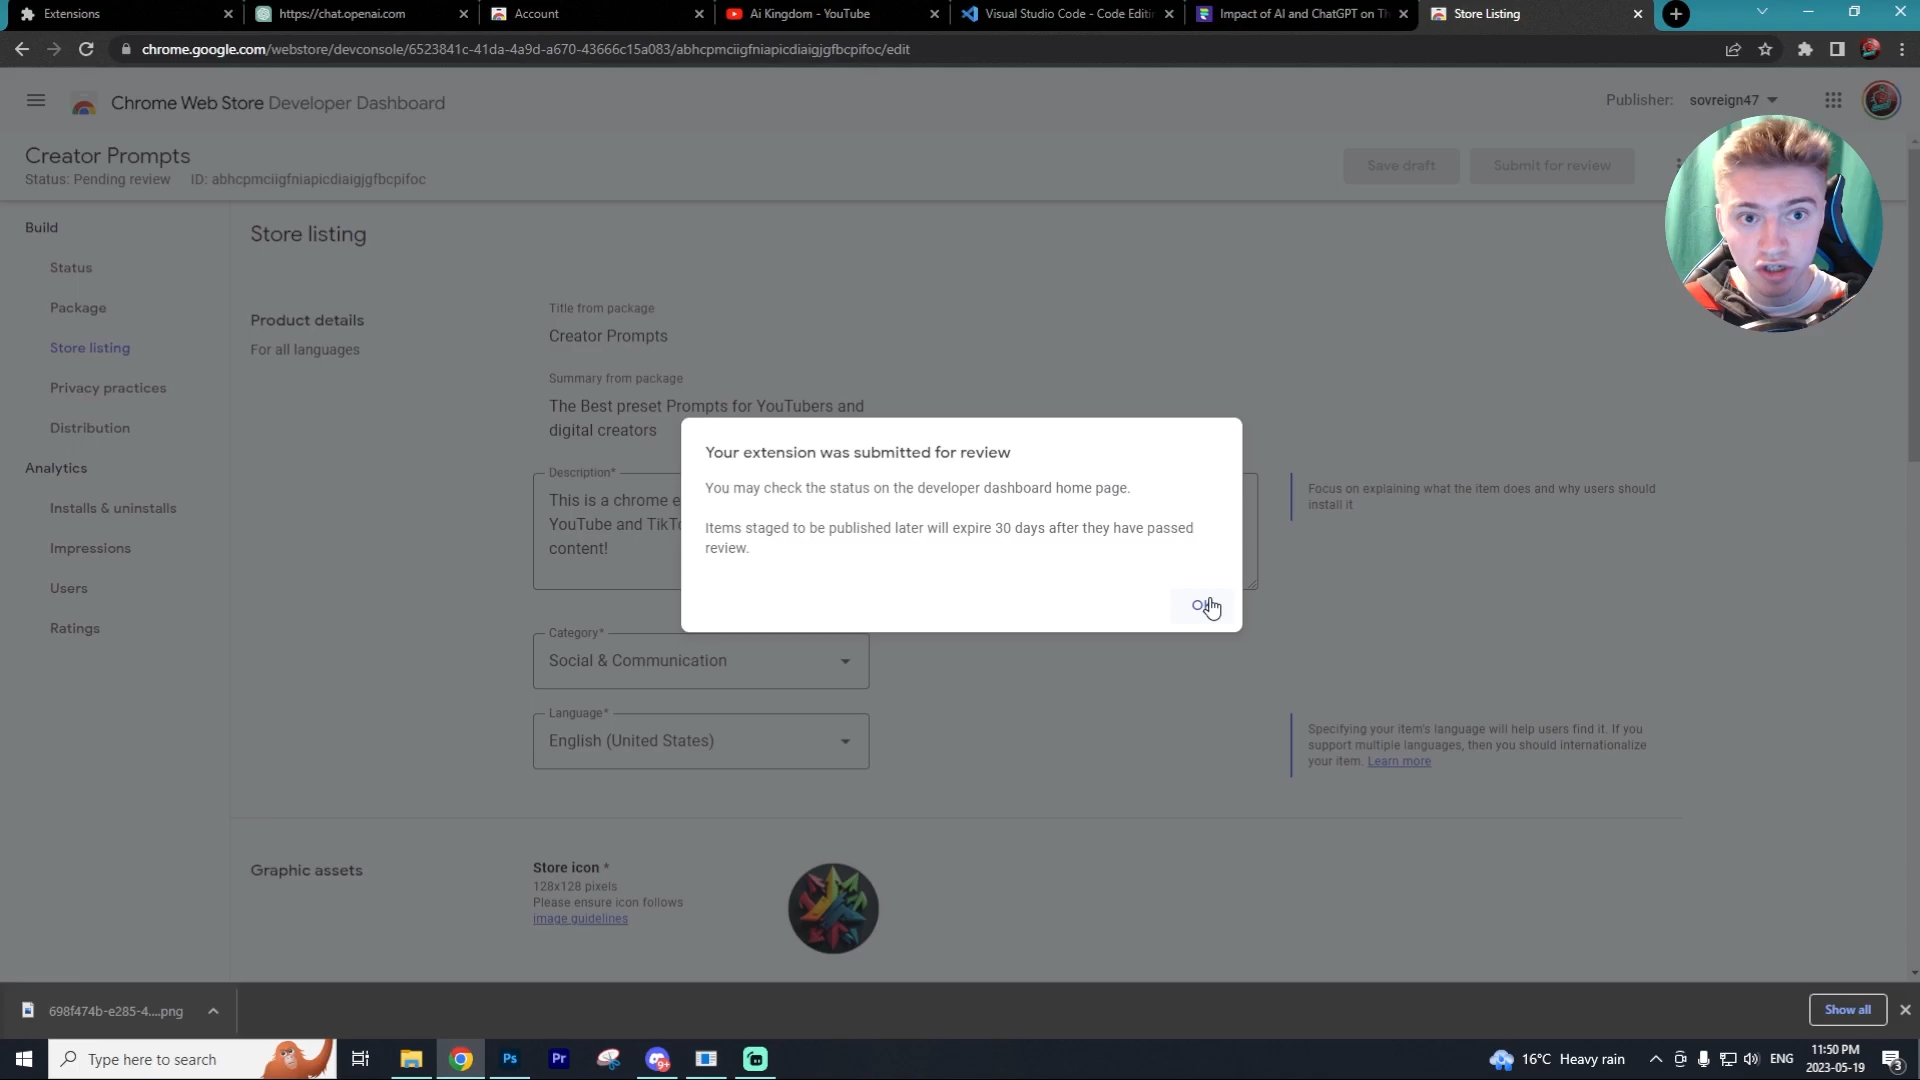 Extensions
https://chat.openai.com
Account
Ai Kingdom - YouTube
Visual Studio Code - Code Editin
Impact of AI and ChatGPT on Th
Store Listing
chrome.google.com/webstore/devconsole/6523841c-41da-4a9d-a670-43666c15a083/abhcpmciigfniapicdiaigjgfbcpifoc/edit
Chrome Web Store Developer Dashboard
Publisher: sovreign47
Creator Prompts
Status: Pending review ID: abhcpmciigfniapicdiaigjgfbcpifoc
Save draft
Submit for review
Build
Status
Package
Store listing
Privacy practices
Distribution
Analytics
Installs & uninstalls
Impressions
Users
Ratings
Store listing
Product details
For all languages
Title from package
Creator Prompts
Summary from package
The Best preset Prompts for YouTubers and
digital creators
Description*
This is a chrome e
YouTube and TikTo
content!
Focus on explaining what the item does and why users should
install it
Your extension was submitted for review
You may check the status on the developer dashboard home page.
Items staged to be published later will expire 30 days after they have passed
review.
Category*
Social & Communication
Language*
English (United States)
Specifying your item's language will help users find it. If you
support multiple languages, then you should internationalize
your item. Learn more
Graphic assets
Store icon *
128x128 pixels
Please ensure icon follows
image guidelines
698f474b-e285-4....png
Show all
Type here to search
Ps
Pr
9+
16°C Heavy rain
ENG
11:50 PM
2023-05-19
3